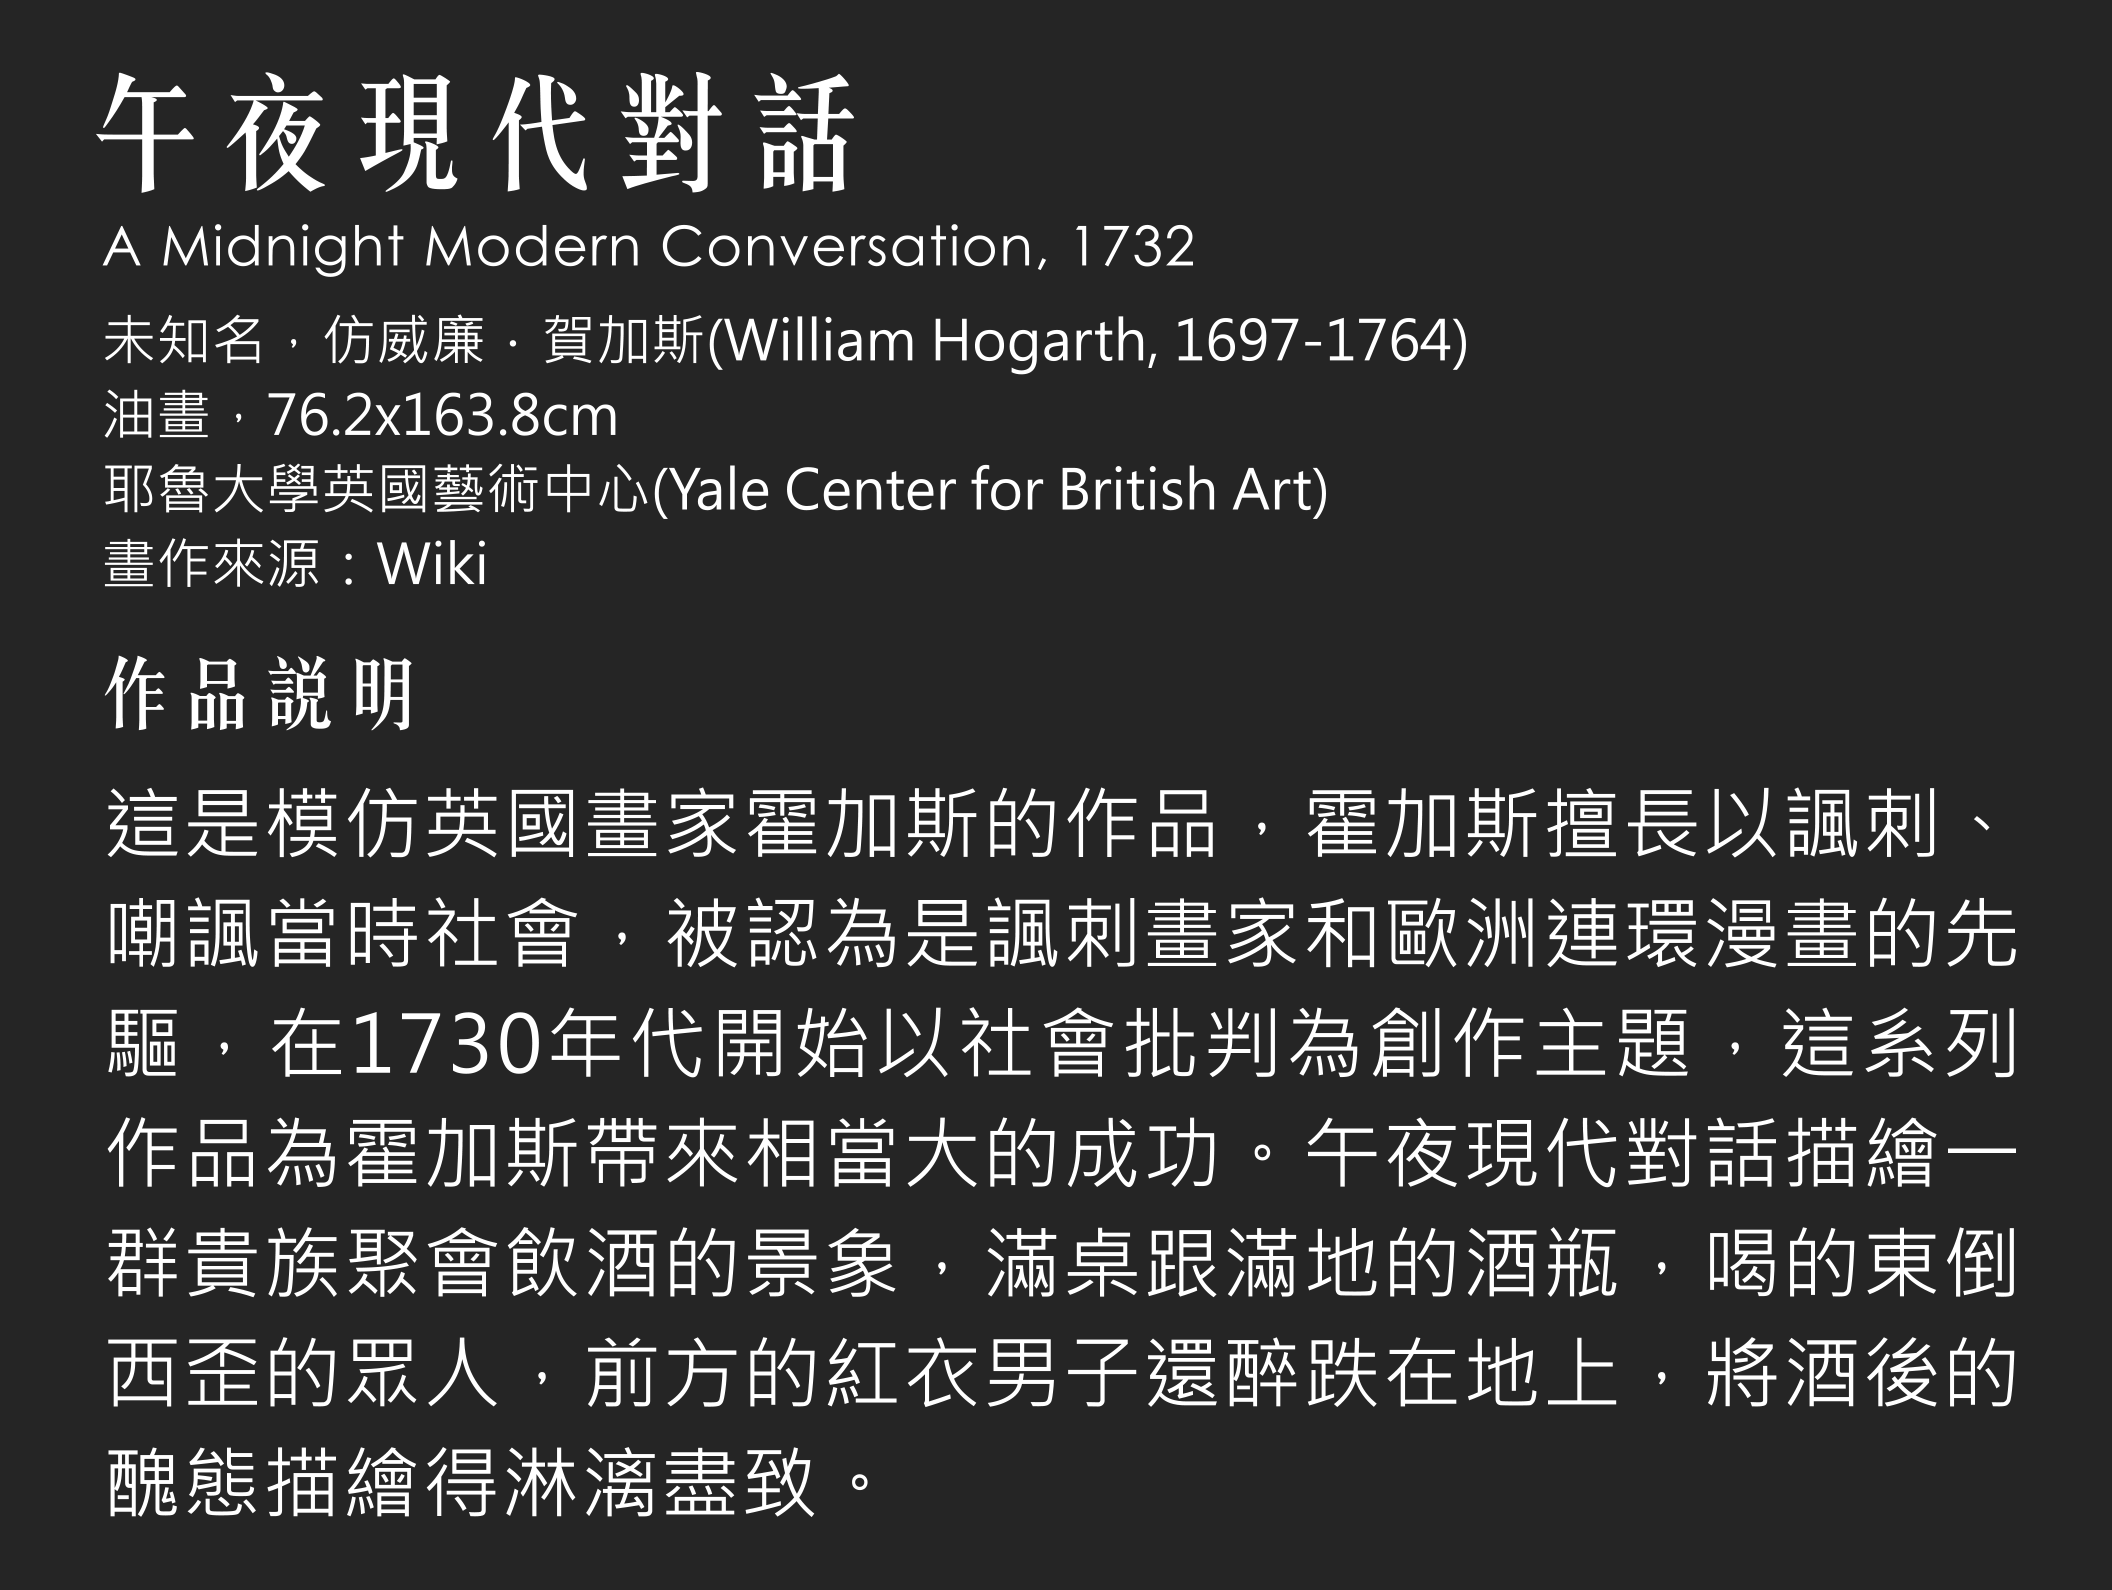 午夜現代對話
A Midnight Modern Conversation, 1732
未知名，仿威廉．賀加斯(William Hogarth, 1697-1764)
油畫，76.2x163.8cm
耶魯大學英國藝術中心(Yale Center for British Art)
畫作來源：Wiki
作品説明
這是模仿英國畫家霍加斯的作品，霍加斯擅長以諷刺、
嘲諷當時社會，被認為是諷刺畫家和歐洲連環漫畫的先
驅，在1730年代開始以社會批判為創作主題，這系列
作品為霍加斯帶來相當大的成功。午夜現代對話描繪一
群貴族聚會飲酒的景象，滿桌跟滿地的酒瓶，喝的東倒
西歪的眾人，前方的紅衣男子還醉跌在地上，將酒後的
醜態描繪得淋漓盡致。